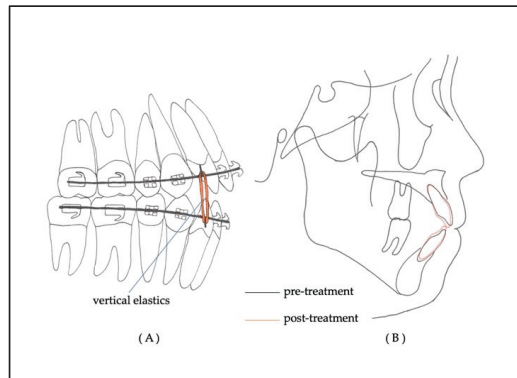 vertical elastics
pre-treatment
post-treatment
( A )
( B )